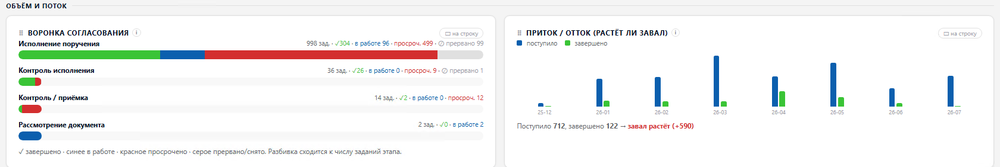 ОБЪЁМ И ПОТОК
ВОРОНКА СОГЛАСОВАНИЯ i
на строку
Исполнение поручения
998 зад. · ✓304 · в работе 96 · просроч. 499 · ⊘ прервано 99
Контроль исполнения
36 зад. · ✓26 · в работе 0 · просроч. 9 · ⊘ прервано 1
Контроль / приёмка
14 зад. · ✓2 · в работе 0 · просроч. 12
Рассмотрение документа
2 зад. · ✓0 · в работе 2
✓ завершено · синее в работе · красное просрочено · серое прервано/снято. Разбивка сходится к числу заданий этапа.
ПРИТОК / ОТТОК (РАСТЁТ ЛИ ЗАВАЛ) i
на строку
поступило завершено
25-12 26-01 26-02 26-03 26-04 26-05 26-06 26-07
Поступило 712, завершено 122 → завал растёт (+590)